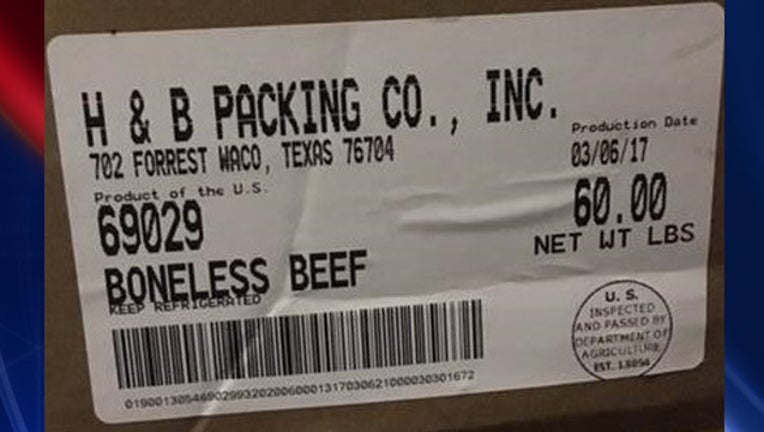 H & B PACKING CO., INC.
702 FORREST WACO, TEXAS 76704
Product of the U.S.
69029
BONELESS BEEF
KEEP REFRIGERATED
Production Date
03/06/17
60.00
NET WT LBS
U. S.
INSPECTED
AND PASSED BY
DEPARTMENT OF
AGRICULTURE
EST. 13054